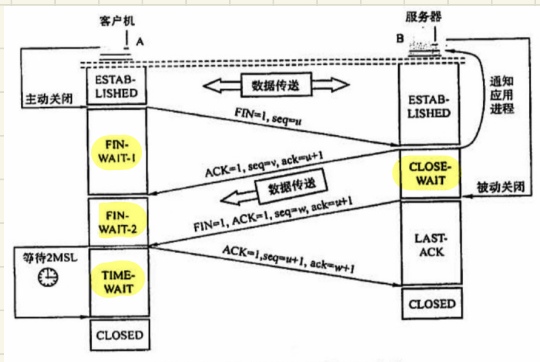 客户机
服务器
A
B
ESTAB-
LISHED
数据传送
ESTAB-
LISHED
通知
应用
进程
主动关闭
FIN=1, seq=u
FIN-
WAIT-1
ACK=1, seq=v, ack=u+1
CLOSE-
WAIT
数据传送
被动关闭
FIN-
WAIT-2
FIN=1, ACK=1, seq=w, ack=u+1
LAST-
ACK
等待2MSL
ACK=1,seq=u+1, ack=w+1
TIME-
WAIT
CLOSED
CLOSED